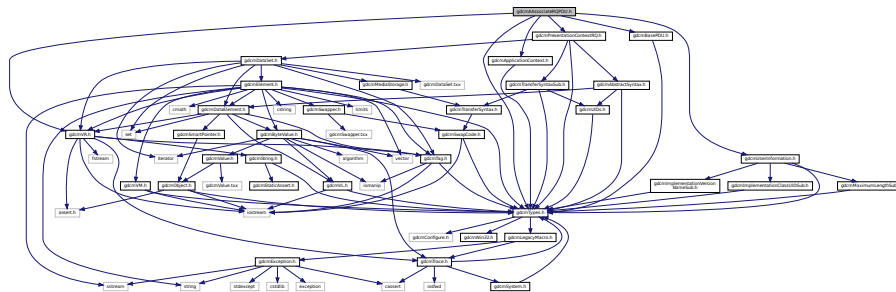 gdcmAAssociateRQPDU.h
gdcmPresentationContextRQ.h
gdcmBasePDU.h
gdcmDataSet.h
gdcmApplicationContext.h
gdcmElement.h
gdcmMediaStorage.h
gdcmDataSet.txx
gdcmTransferSyntaxSub.h
gdcmAbstractSyntax.h
cmath
gdcmDataElement.h
cstring
gdcmSwapper.h
limits
gdcmTransferSyntax.h
gdcmUIDs.h
gdcmVR.h
set
gdcmSmartPointer.h
gdcmByteValue.h
gdcmSwapper.txx
gdcmSwapCode.h
fstream
iterator
gdcmValue.h
gdcmString.h
algorithm
vector
gdcmTag.h
gdcmUserInformation.h
gdcmVM.h
gdcmObject.h
gdcmValue.txx
gdcmStaticAssert.h
gdcmVL.h
iomanip
gdcmImplementationVersion
NameSub.h
gdcmImplementationClassUIDSub.h
gdcmMaximumLengthSub.h
assert.h
iostream
gdcmTypes.h
gdcmConfigure.h
gdcmWin32.h
gdcmLegacyMacro.h
gdcmException.h
gdcmTrace.h
sstream
string
stdexcept
cstdlib
exception
cassert
iosfwd
gdcmSystem.h